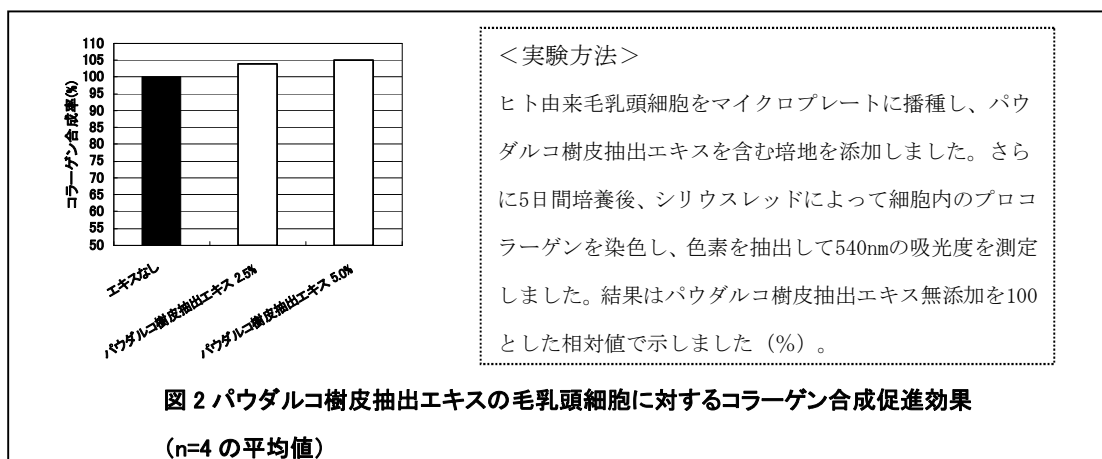 110
105
100
95
90
85
80
75
70
65
60
55
50
コラーゲン合成率(%)
エキスなし
パウダルコ樹皮抽出エキス 2.5%
パウダルコ樹皮抽出エキス 5.0%
＜実験方法＞
ヒト由来毛乳頭細胞をマイクロプレートに播種し、パウ
ダルコ樹皮抽出エキスを含む培地を添加しました。さら
に5日間培養後、シリウスレッドによって細胞内のプロコ
ラーゲンを染色し、色素を抽出して540nmの吸光度を測定
しました。結果はパウダルコ樹皮抽出エキス無添加を100
とした相対値で示しました（%）。
図 2 パウダルコ樹皮抽出エキスの毛乳頭細胞に対するコラーゲン合成促進効果
（n=4 の平均値）